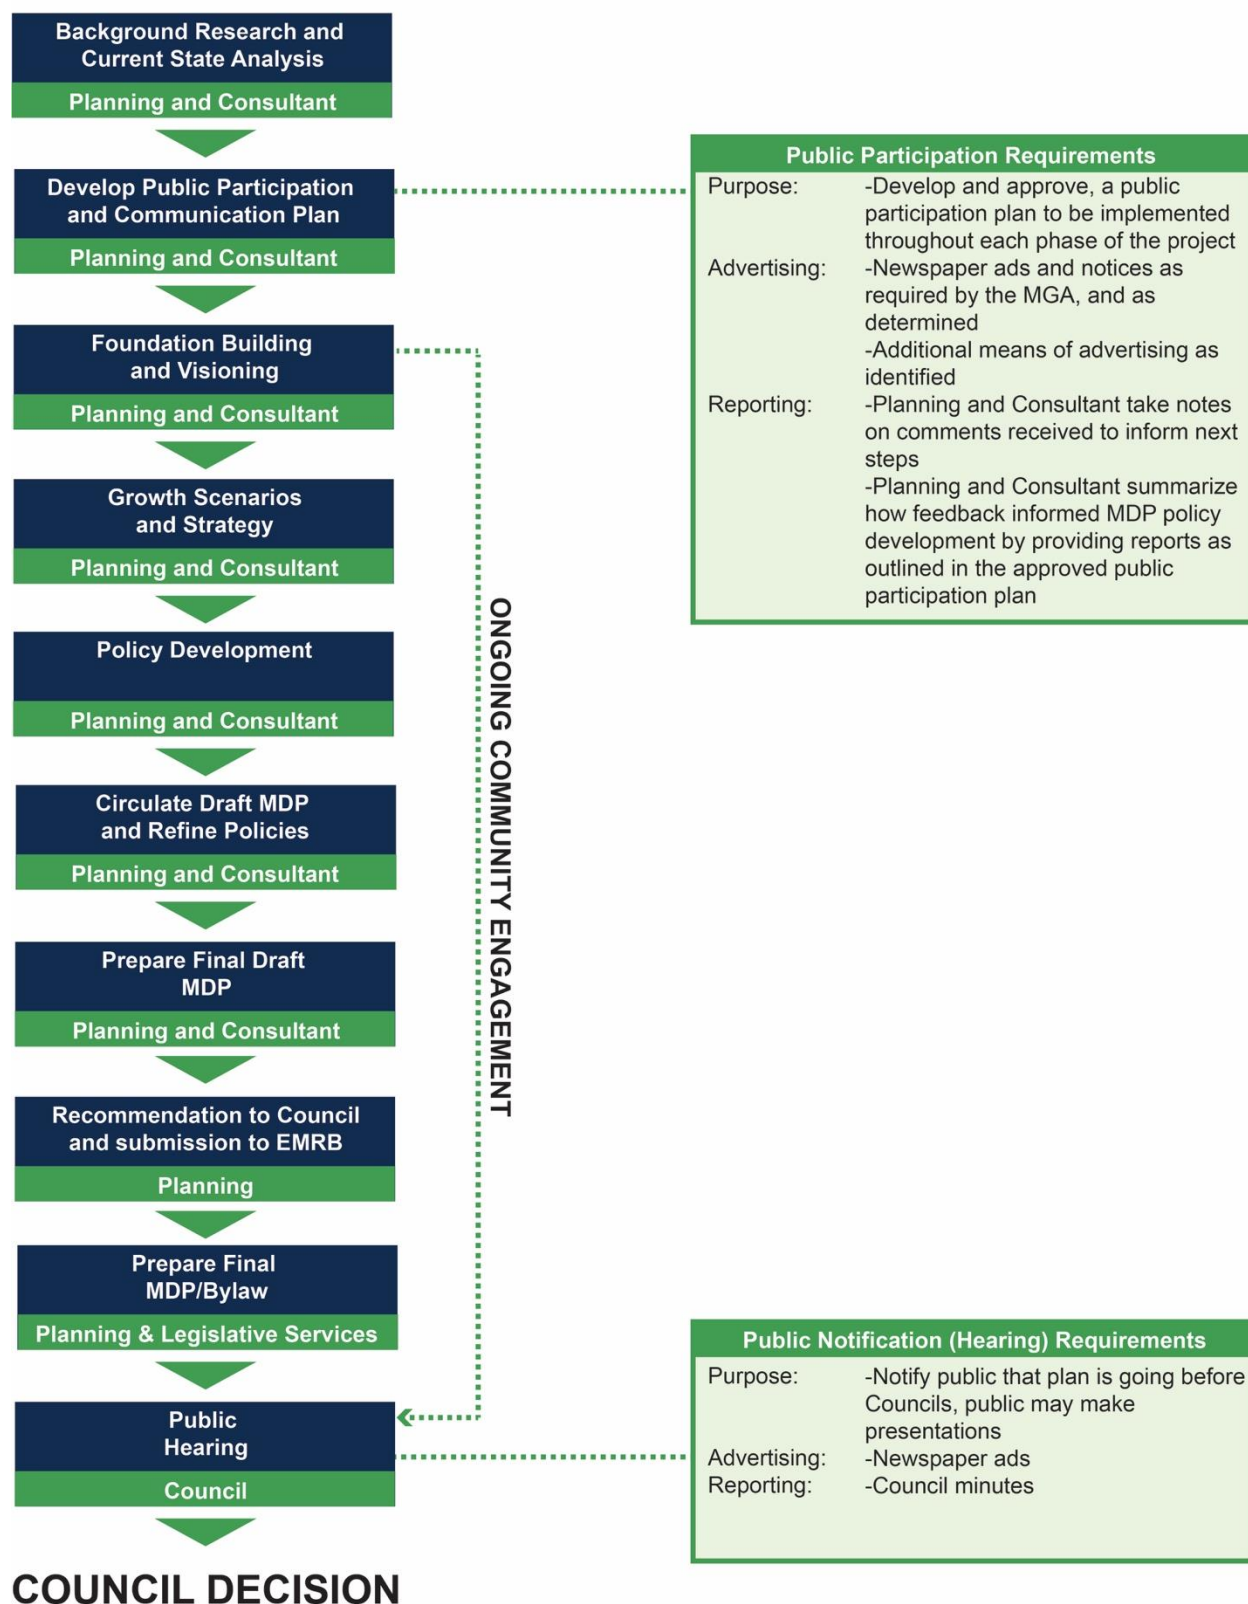 Background Research and
Current State Analysis
Planning and Consultant
Develop Public Participation
and Communication Plan
Planning and Consultant
Foundation Building
and Visioning
Planning and Consultant
Growth Scenarios
and Strategy
Planning and Consultant
Policy Development
Planning and Consultant
Circulate Draft MDP
and Refine Policies
Planning and Consultant
Prepare Final Draft
MDP
Planning and Consultant
Recommendation to Council
and submission to EMRB
Planning
Prepare Final
MDP/Bylaw
Planning & Legislative Services
Public
Hearing
Council
COUNCIL DECISION
ONGOING COMMUNITY ENGAGEMENT
Public Participation Requirements
Purpose: -Develop and approve, a public
participation plan to be implemented
throughout each phase of the project
Advertising: -Newspaper ads and notices as
required by the MGA, and as
determined
-Additional means of advertising as
identified
Reporting: -Planning and Consultant take notes
on comments received to inform next
steps
-Planning and Consultant summarize
how feedback informed MDP policy
development by providing reports as
outlined in the approved public
participation plan
Public Notification (Hearing) Requirements
Purpose: -Notify public that plan is going before
Councils, public may make
presentations
Advertising: -Newspaper ads
Reporting: -Council minutes